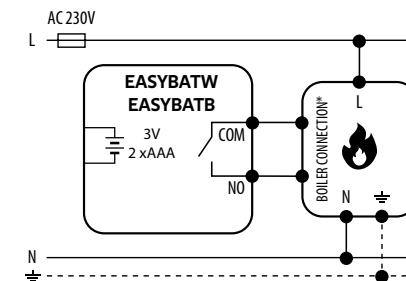 AC 230V
L
EASYBATW
EASYBATB
3V
2 xAAA
COM
NO
BOILER CONNECTION*
L
N
N